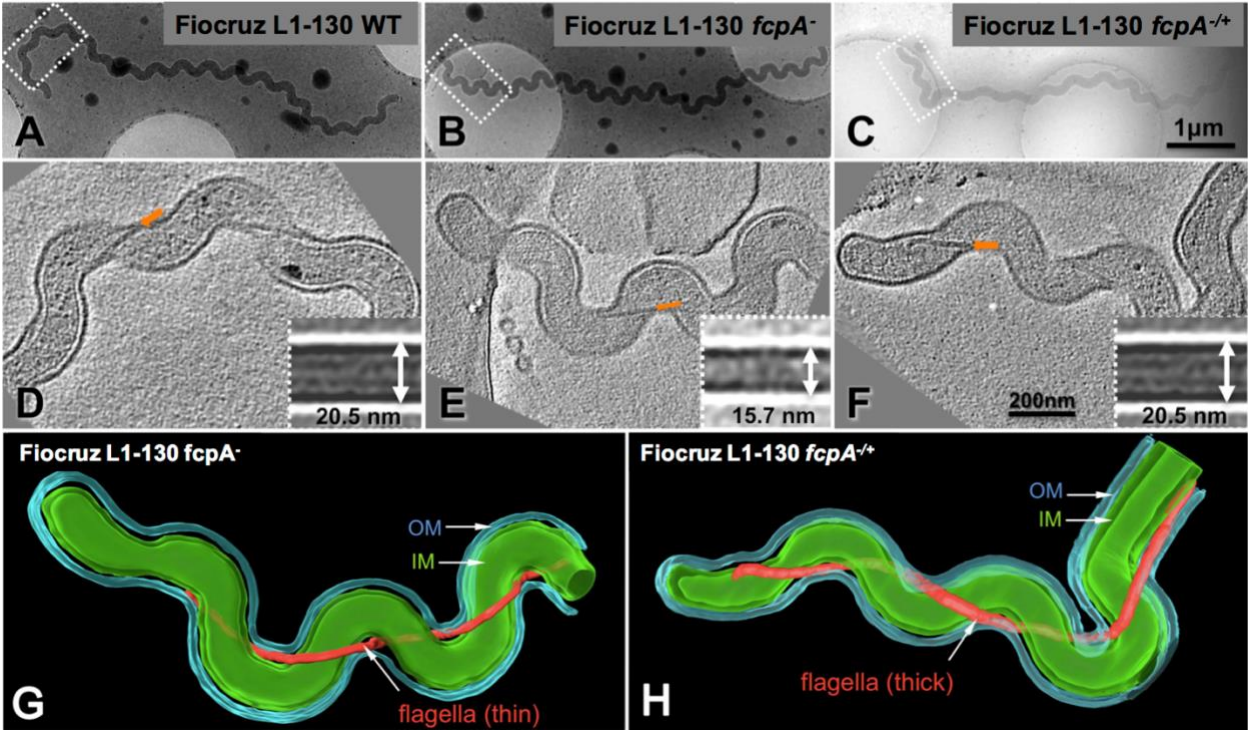 Fiocruz L1-130 WT
A
Fiocruz L1-130 fcpA-
B
Fiocruz L1-130 fcpA-/+
C
1µm
D
20.5 nm
E
15.7 nm
F
200nm
20.5 nm
Fiocruz L1-130 fcpA-
OM
IM
flagella (thin)
G
Fiocruz L1-130 fcpA-/+
OM
IM
flagella (thick)
H